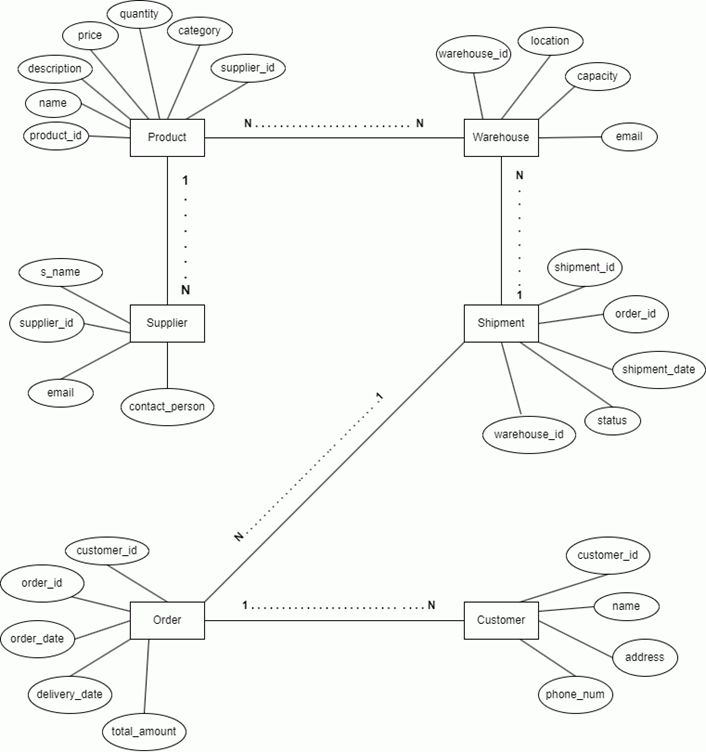 quantity
category
price
supplier_id
description
name
product_id
Product
N
N
warehouse_id
location
capacity
email
Warehouse
1
N
N
1
s_name
supplier_id
email
contact_person
Supplier
shipment_id
order_id
shipment_date
status
warehouse_id
Shipment
1
N
customer_id
order_id
order_date
delivery_date
total_amount
Order
1
N
customer_id
name
address
phone_num
Customer